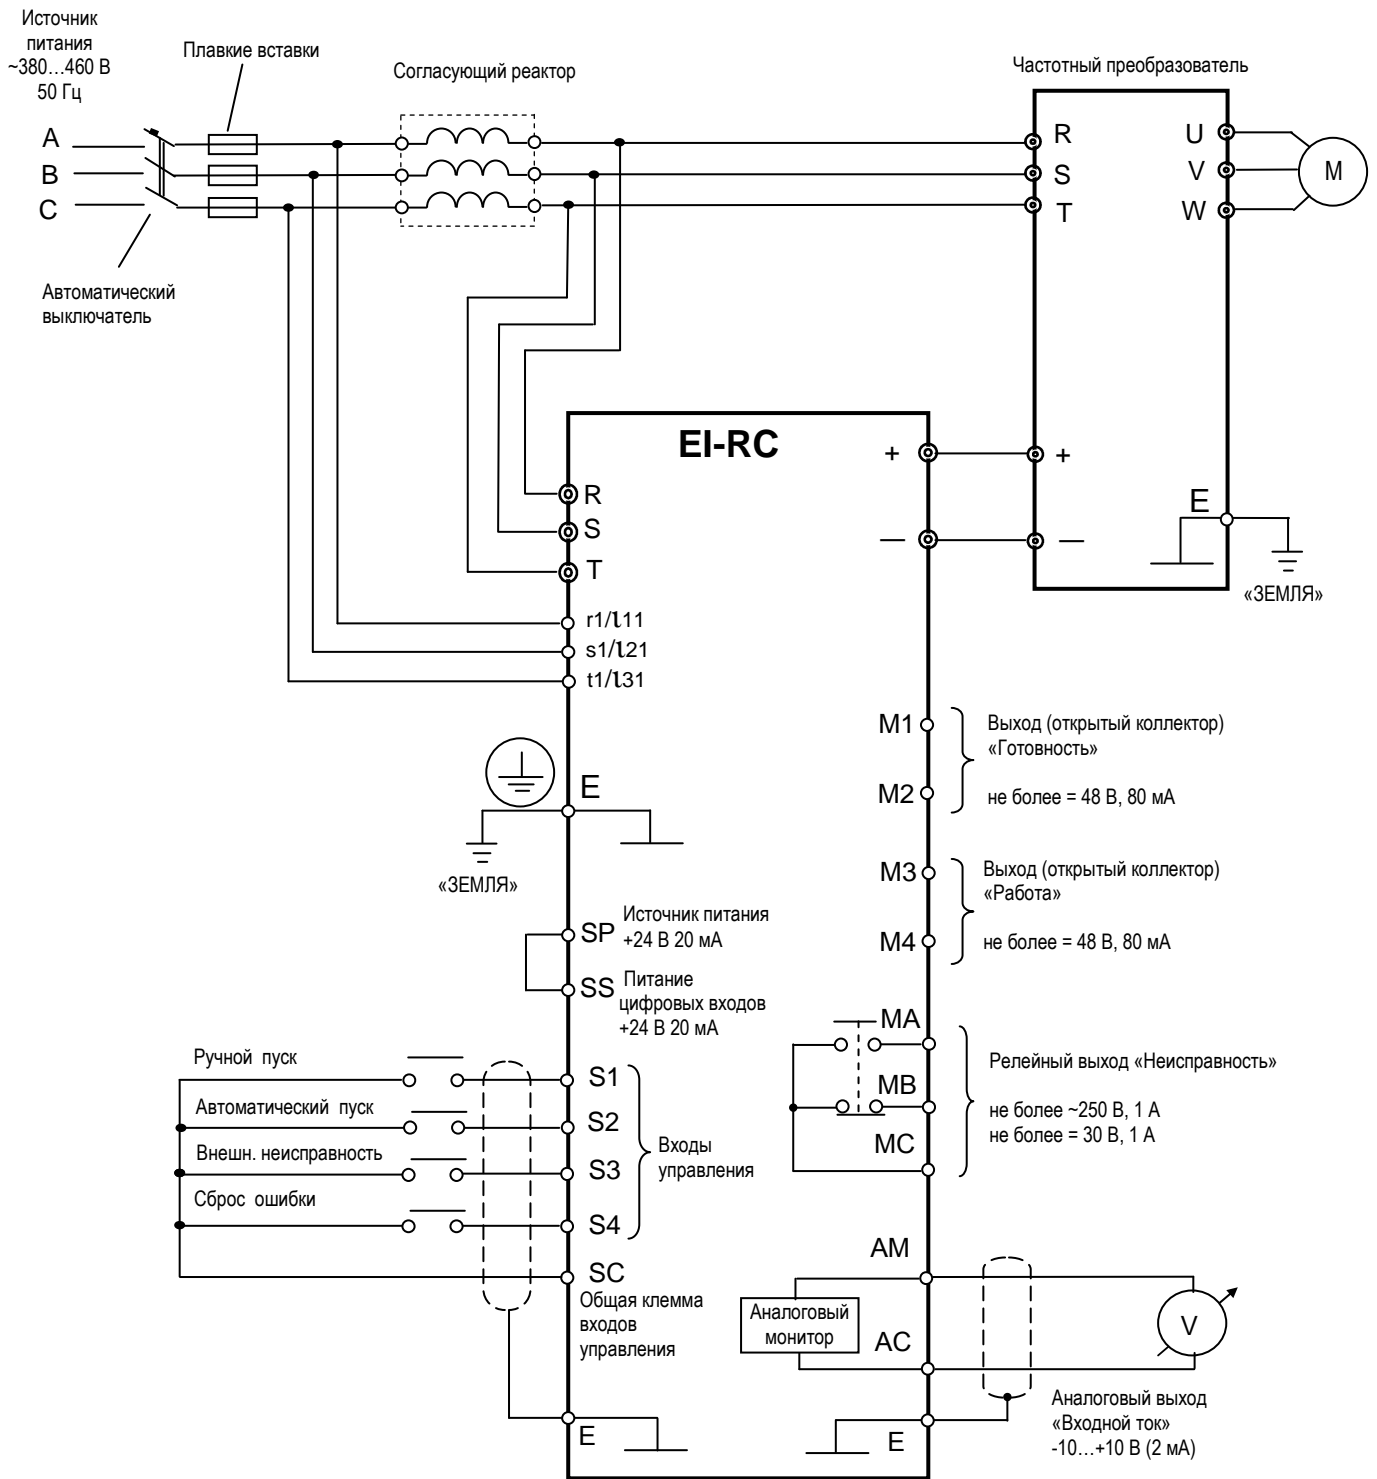 Источник
питания
~380…460 В
50 Гц
Плавкие вставки
Согласующий реактор
Частотный преобразователь
A
B
C
R
S
T
U
V
W
M
Автоматический
выключатель
EI-RC
+
—
+
—
E
«ЗЕМЛЯ»
R
S
T
r1/ℓ11
s1/ℓ21
t1/ℓ31
E
«ЗЕМЛЯ»
M1
M2
Выход (открытый коллектор)
«Готовность»
не более = 48 В, 80 мА
M3
M4
Выход (открытый коллектор)
«Работа»
не более = 48 В, 80 мА
SP
Источник питания
+24 В 20 мА
SS
Питание
цифровых входов
+24 В 20 мА
MA
MB
MC
Релейный выход «Неисправность»
не более ~250 В, 1 А
не более = 30 В, 1 А
Ручной пуск
Автоматический пуск
Внешн. неисправность
Сброс ошибки
S1
S2
S3
S4
Входы
управления
SC
Общая клемма
входов
управления
E
AM
Аналоговый
монитор
AC
V
E
Аналоговый выход
«Входной ток»
-10…+10 В (2 мА)